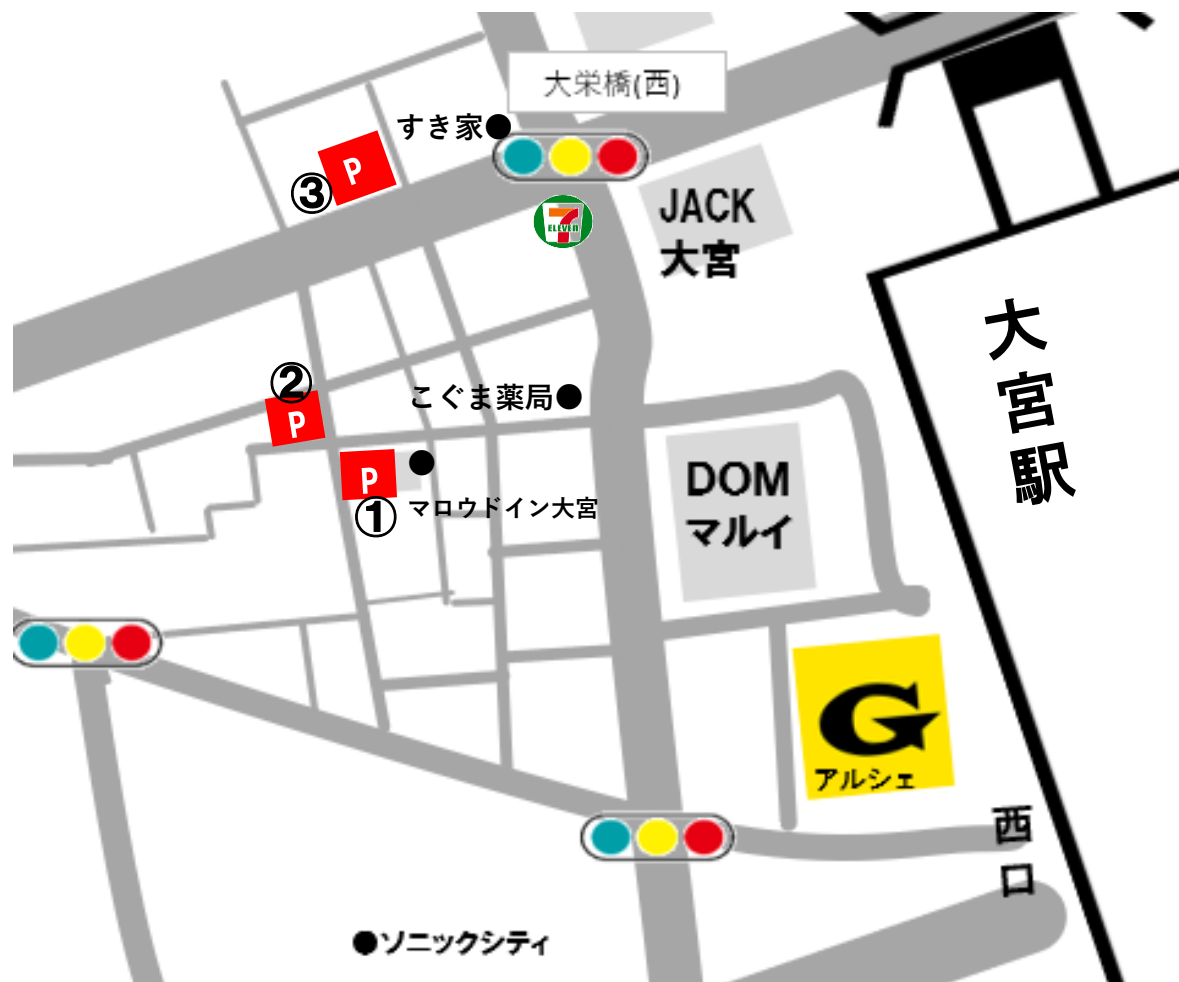 大栄橋(西)
すき家
P
③
7
ELEVEN
JACK
大宮
大宮駅
②
P
こぐま薬局
P
①
マロウドイン大宮
DOM
マルイ
G
アルシェ
西口
ソニックシティ